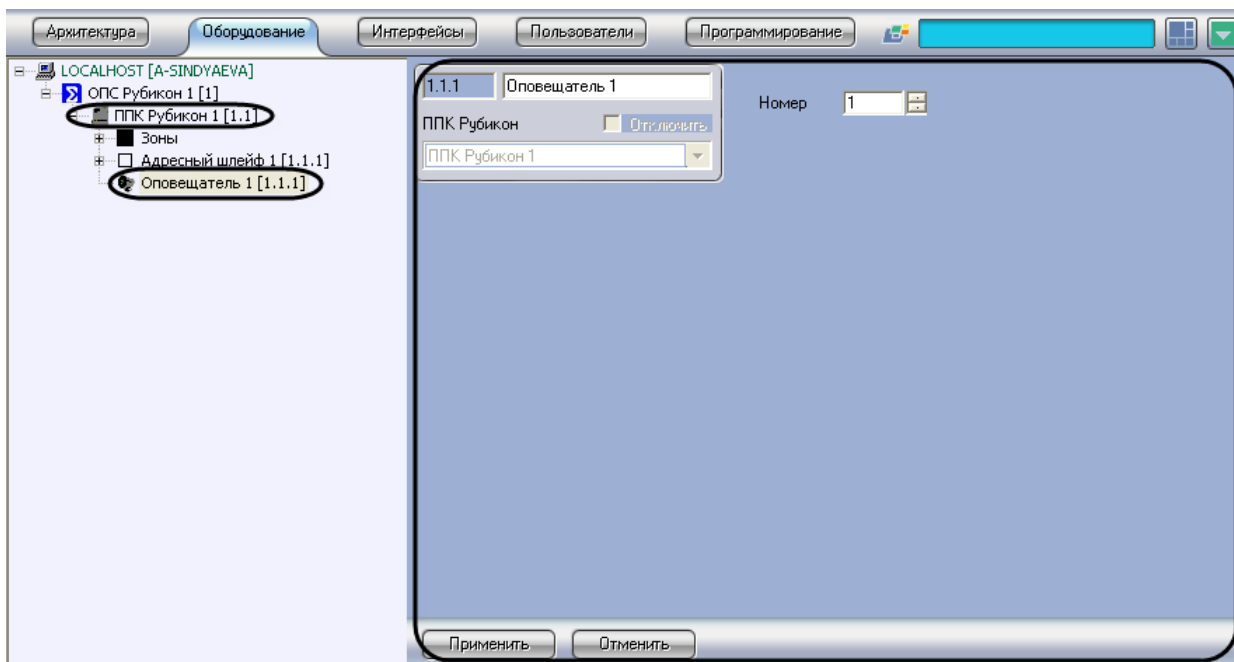 Архитектура Оборудование Интерфейсы Пользователи Программирование
LOCALHOST [A-SINDYAEVA]
ОПС Рубикон 1 [1]
ППК Рубикон 1 [1.1]
Зоны
Адресный шлейф 1 [1.1.1]
Оповещатель 1 [1.1.1]
1.1.1 Оповещатель 1
ППК Рубикон Отключить
ППК Рубикон 1
Номер 1
Применить Отменить